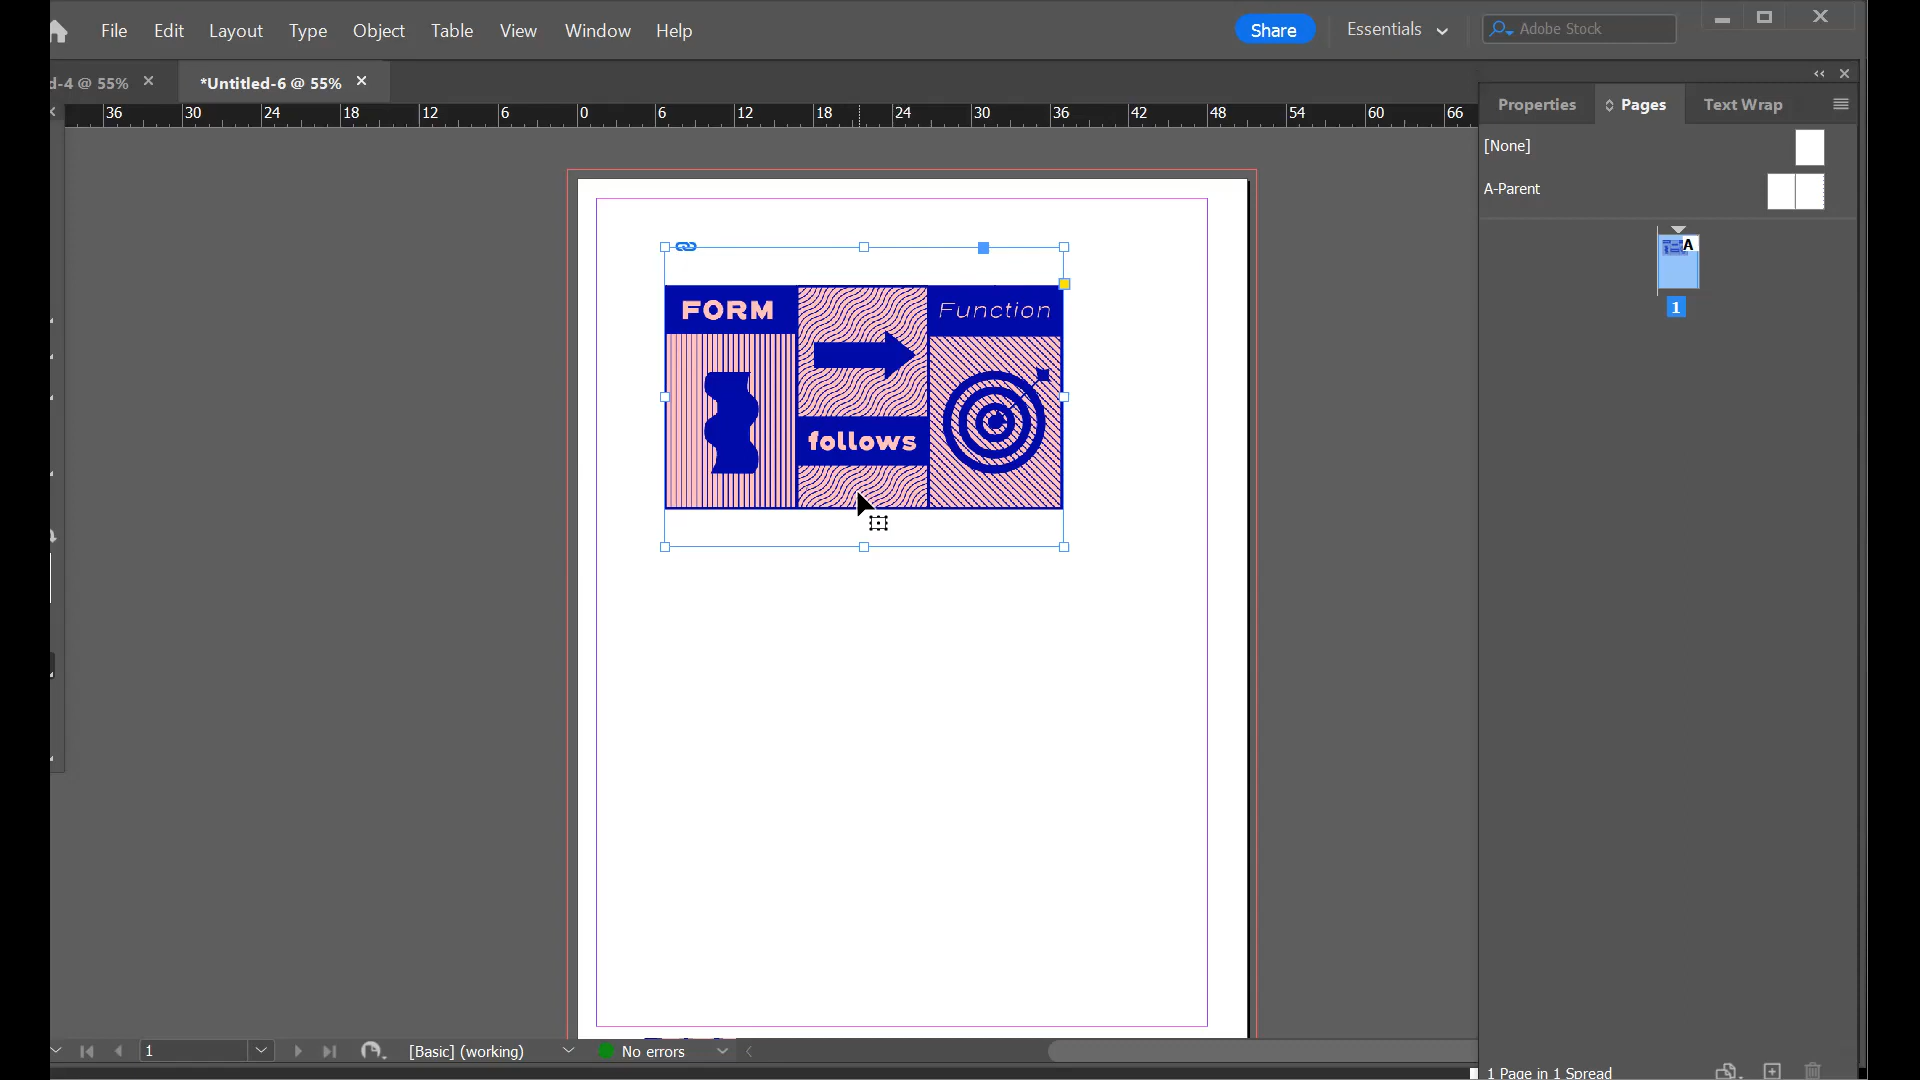 File Edit Layout Type Object Table View Window Help Share Essentials Adobe Stock
d-4 @ 55% *Untitled-6 @ 55%
36 30 24 18 12 6 0 6 12 18 24 30 36 42 48 54 60 66
Properties Pages Text Wrap
[None]
A-Parent
A
1
FORM
follows
Function
1 [Basic] (working) No errors
1 Page in 1 Spread